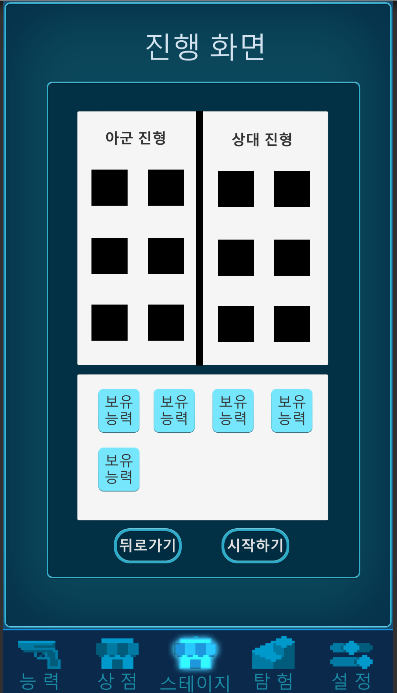 진행 화면
아군 진형
상대 진형
보유
능력
보유
능력
보유
능력
보유
능력
보유
능력
뒤로가기
시작하기
능 력
상 점
스테이지
탐 험
설 정